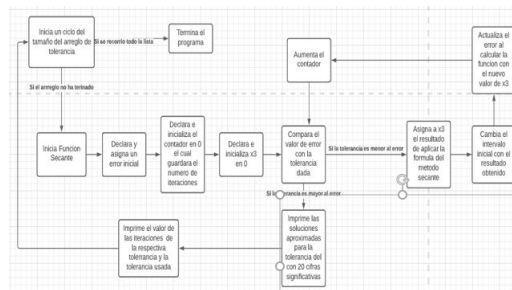 Inicia un ciclo del
tamaño del arreglo de
tolerancia
Si se recorrio todo la lista
Termina el
programa
Si el arreglo no ha terinado
Aumenta el
contador
Actualiza el
error al
calcular la
funcion con
el nuevo
valor de x3
Inicia Funcion
Secante
Declara y
asigna un
error inicial
Declara e
inicializa el
contador en 0
el cual
guardara el
numero de
iteraciones
Declara e
inicializa x3
en 0
Compara el
valor de error
con la
tolerancia
dada
Si la tolerancia es menor al error
Asigna a x3
el resultado
de aplicar la
formula del
metodo
secante
Cambia el
intervalo
inicial con el
resultado
obtenido
Si la tolerancia es mayor al error
Imprime las
soluciones
aproximadas
para la
tolerancia del
con 20 cifras
significativas
Imprime el valor de
las iteraciones de
la respectiva
tolerancia y la
tolerancia usada